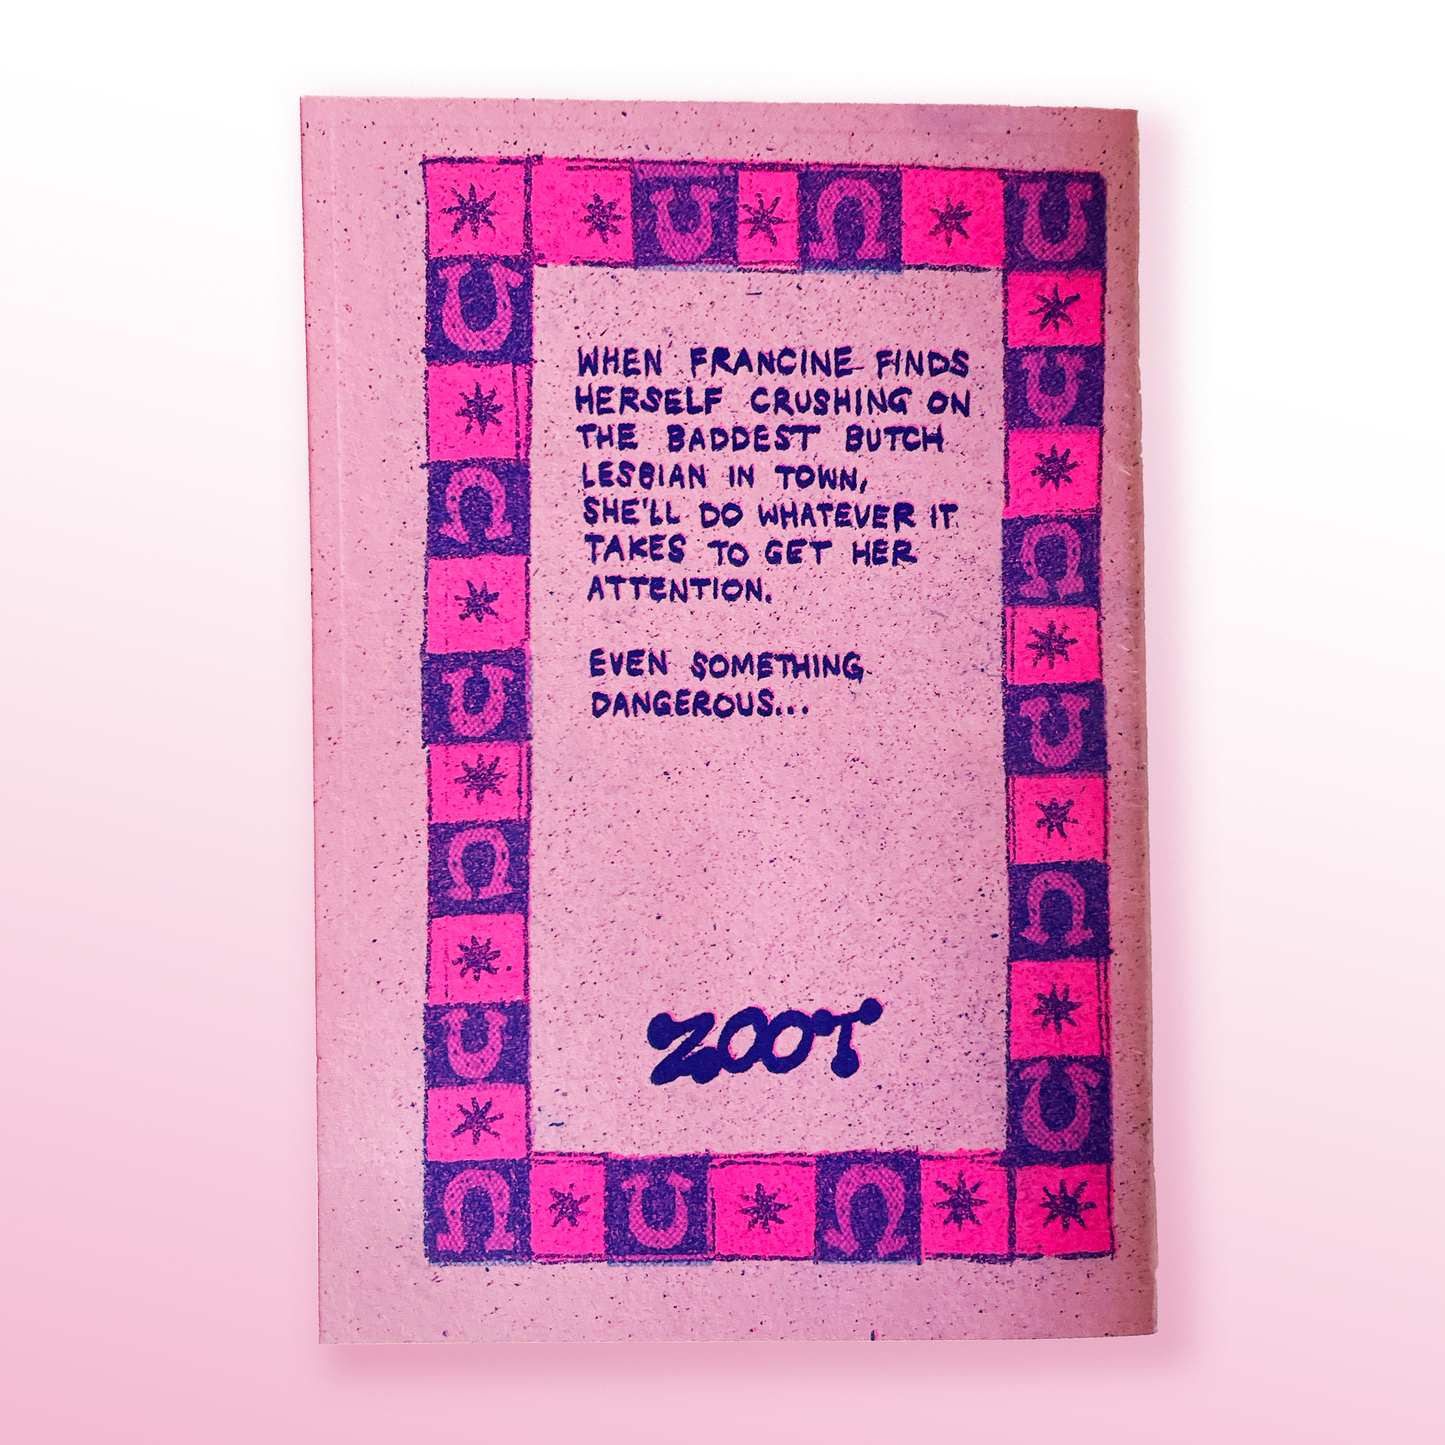 WHEN FRANCINE FINDS
HERSELF CRUSHING ON
THE BADDEST BUTCH
LESBIAN IN TOWN,
SHE'LL DO WHATEVER IT
TAKES TO GET HER
ATTENTION.
EVEN SOMETHING
DANGEROUS...
ZOOT